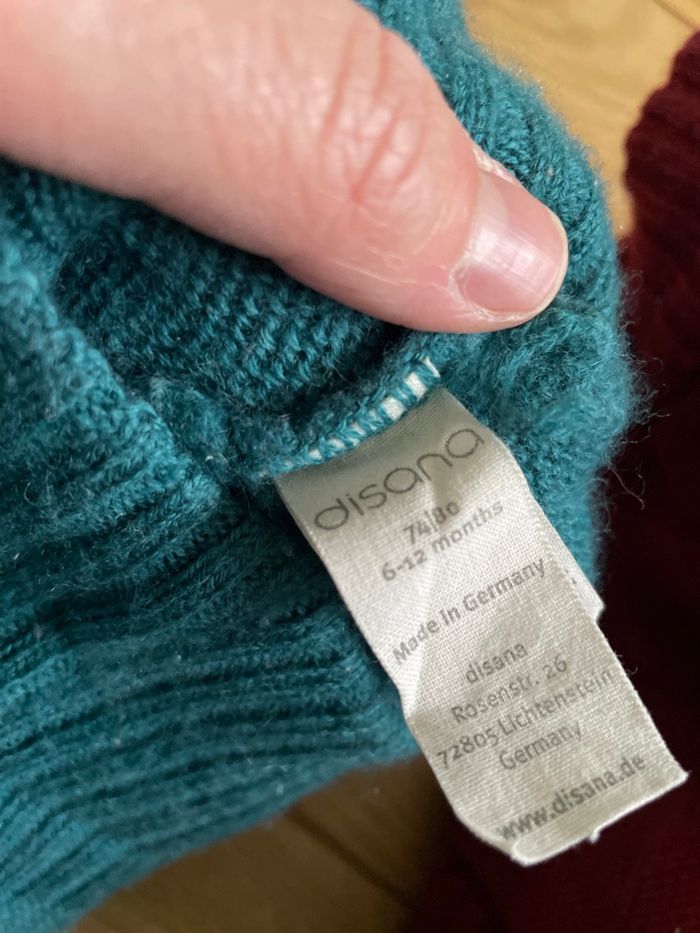 disana
74|80
6-12 months
Made in Germany
disana
Rosenstr. 26
72805 Lichtenstein
Germany
www.disana.de